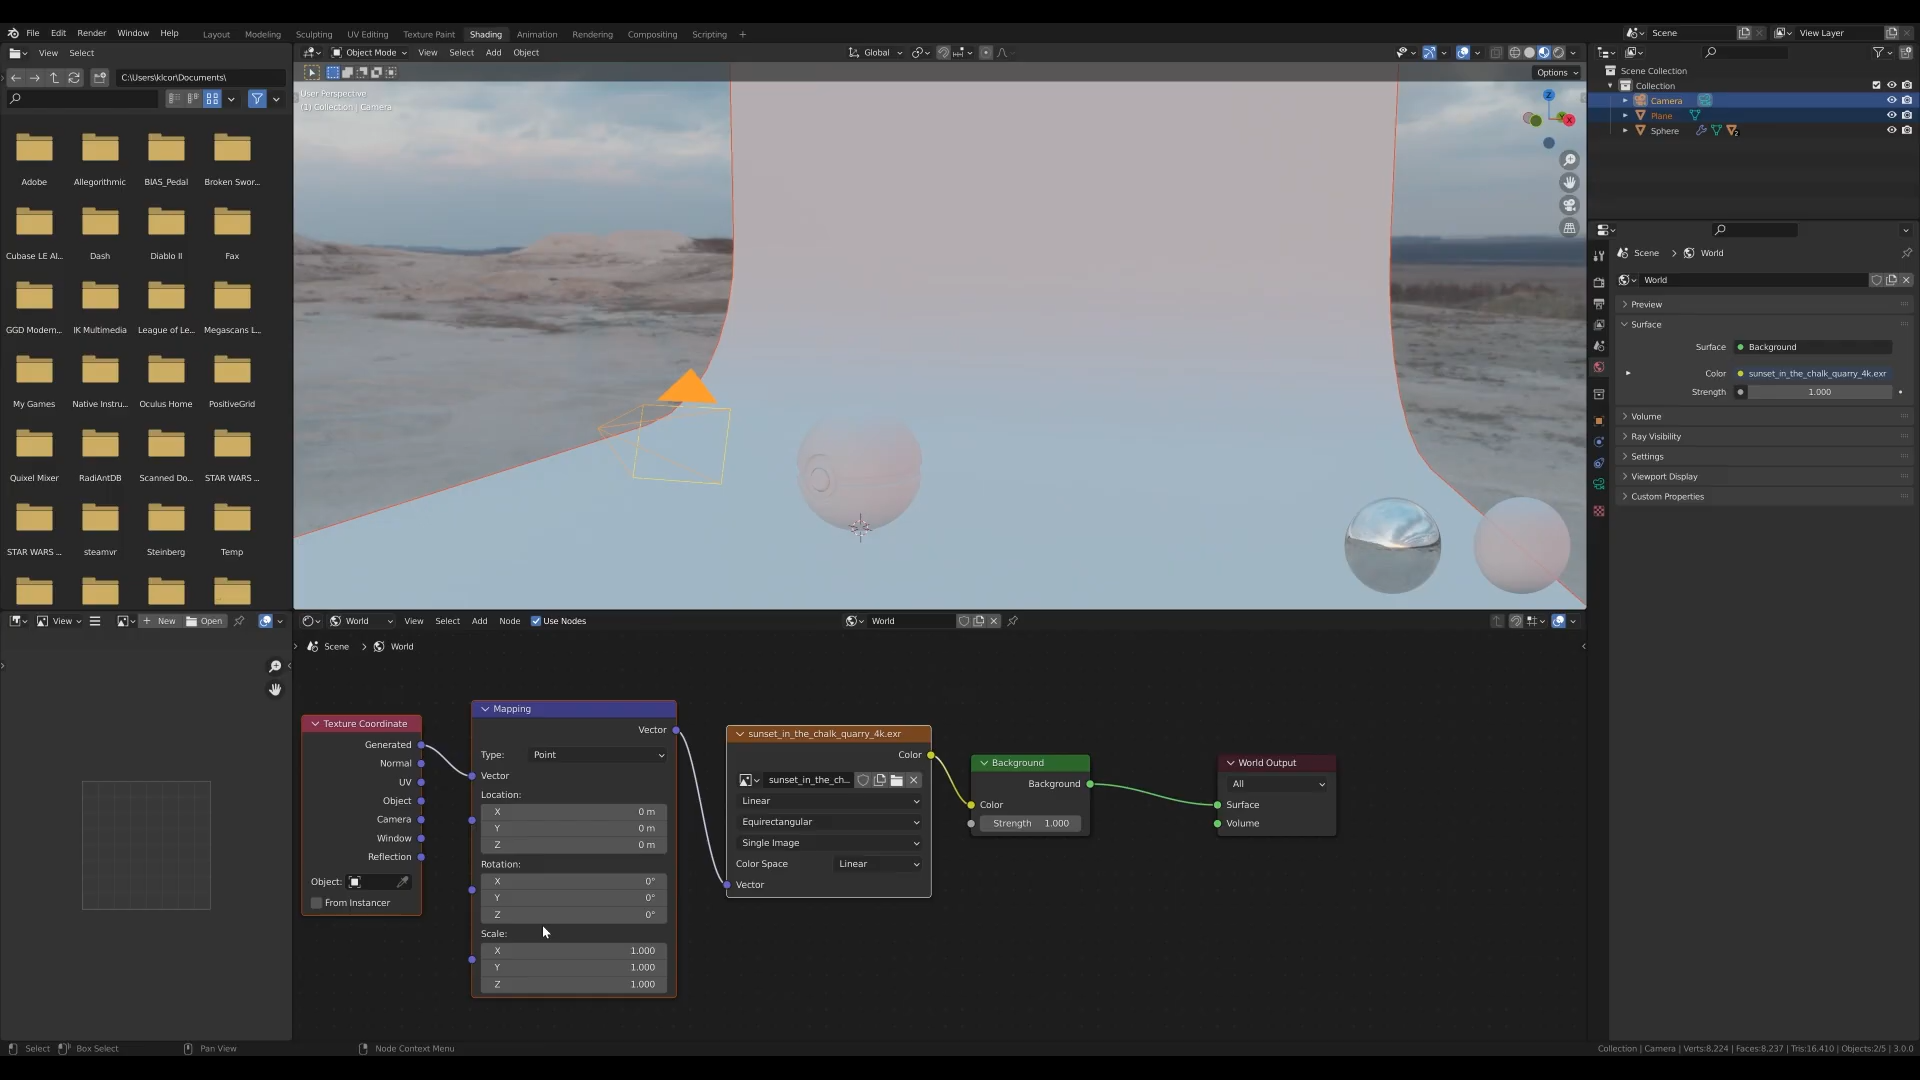 File Edit Render Window Help Layout Modeling Sculpting UV Editing Texture Paint Shading Animation Rendering Compositing Scripting +
Scene View Layer
View Select
C:\Users\klcor\Documents\
Adobe Allegorithmic BIAS_Pedal Broken Swor...
Cubase LE AI... Dash Diablo II Fax
GGD Modern... IK Multimedia League of Le... Megascans L...
My Games Native Instru... Oculus Home PositiveGrid
Quixel Mixer RadiAntDB Scanned Do... STAR WARS ...
STAR WARS ... steamvr Steinberg Temp
Object Mode View Select Add Object Global
Options
User Perspective
(1) Collection | Camera
Z
Y
X
Scene Collection
Collection
Camera
Plane
Sphere
2
Scene > World
World
Preview
Surface
Surface Background
Color sunset_in_the_chalk_quarry_4k.exr
Strength 1.000
Volume
Ray Visibility
Settings
Viewport Display
Custom Properties
View New Open
World View Select Add Node Use Nodes World
Scene > World
Texture Coordinate
Generated
Normal
UV
Object
Camera
Window
Reflection
Object:
From Instancer
Mapping
Vector
Type: Point
Vector
Location:
X 0 m
Y 0 m
Z 0 m
Rotation:
X 0°
Y 0°
Z 0°
Scale:
X 1.000
Y 1.000
Z 1.000
sunset_in_the_chalk_quarry_4k.exr
Color
sunset_in_the_ch...
Linear
Equirectangular
Single Image
Color Space Linear
Vector
Background
Background
Color
Strength 1.000
World Output
All
Surface
Volume
Select Box Select Pan View Node Context Menu
Collection | Camera | Verts:8,224 | Faces:8,237 | Tris:16,410 | Objects:2/5 | 3.0.0